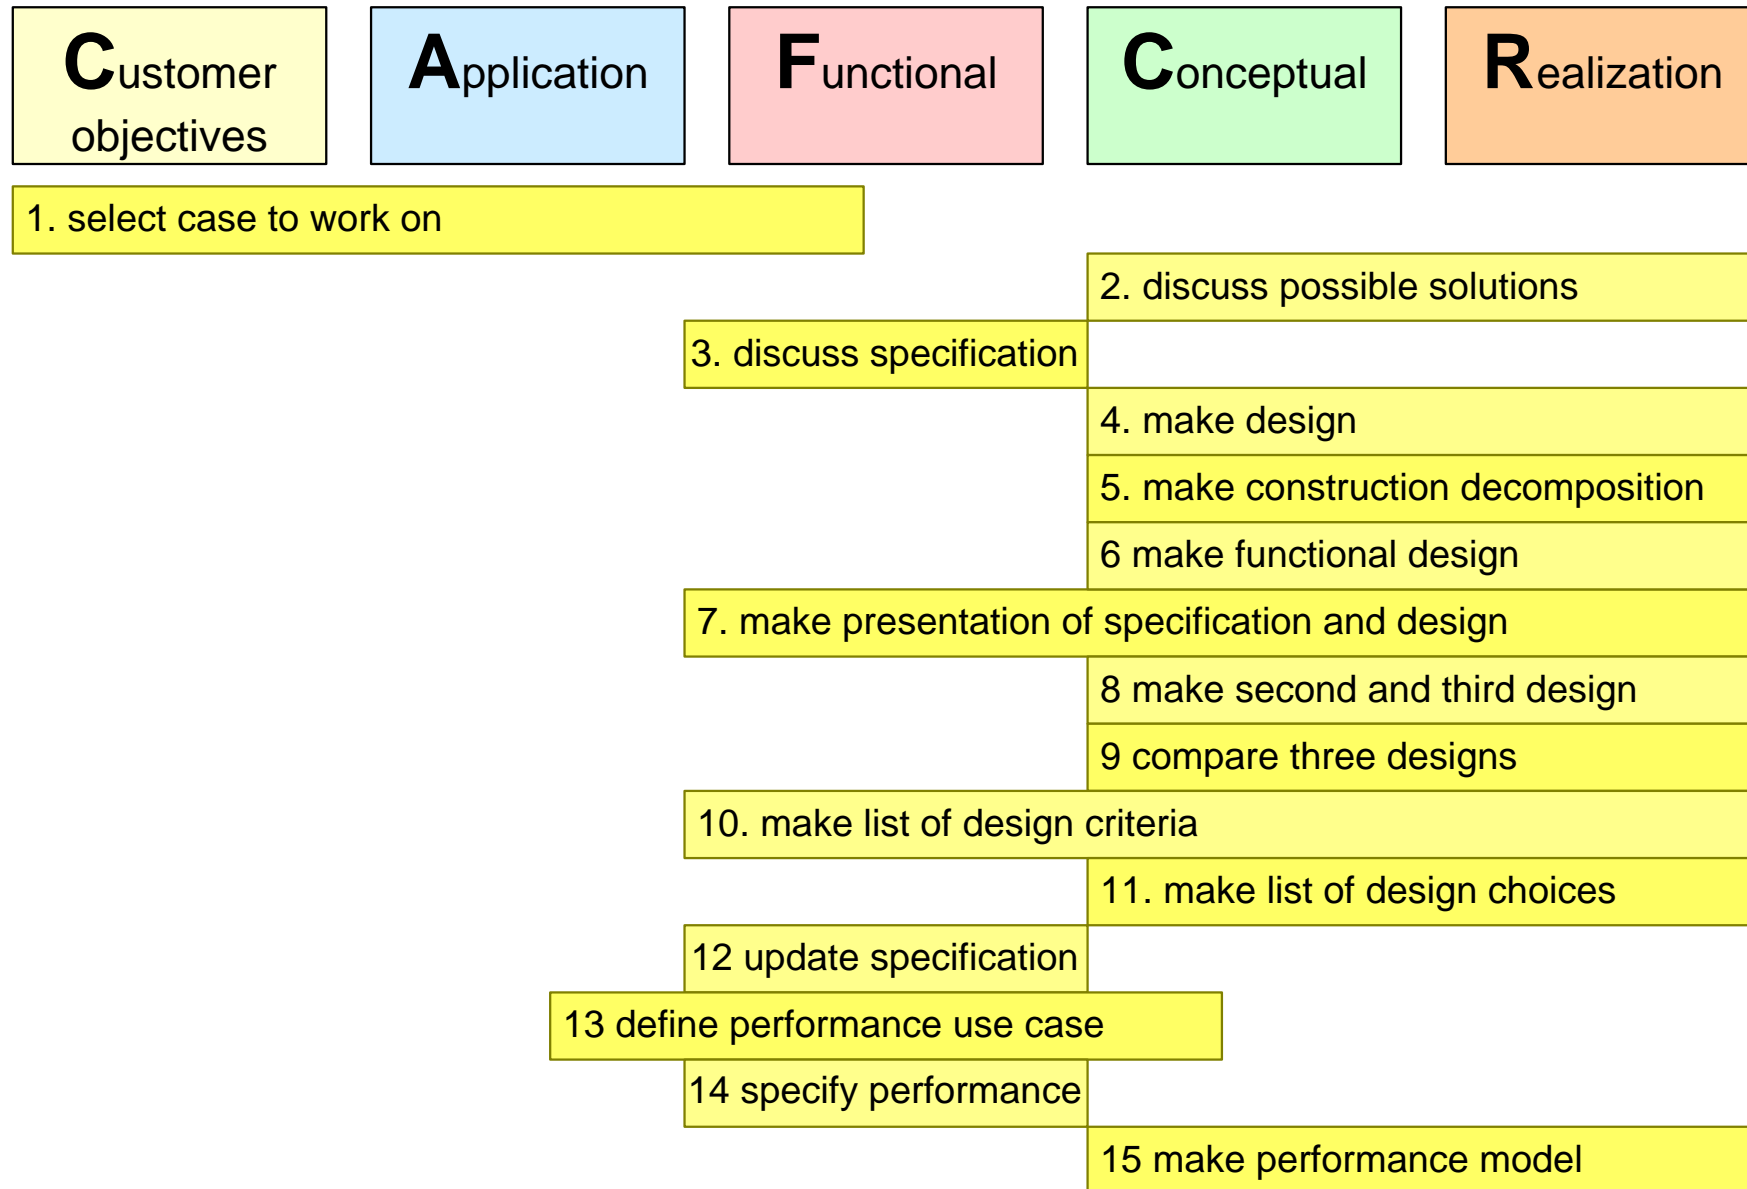 Customer
objectives
Application
Functional
Conceptual
Realization
1. select case to work on
2. discuss possible solutions
3. discuss specification
4. make design
5. make construction decomposition
6 make functional design
7. make presentation of specification and design
8 make second and third design
9 compare three designs
10. make list of design criteria
11. make list of design choices
12 update specification
13 define performance use case
14 specify performance
15 make performance model